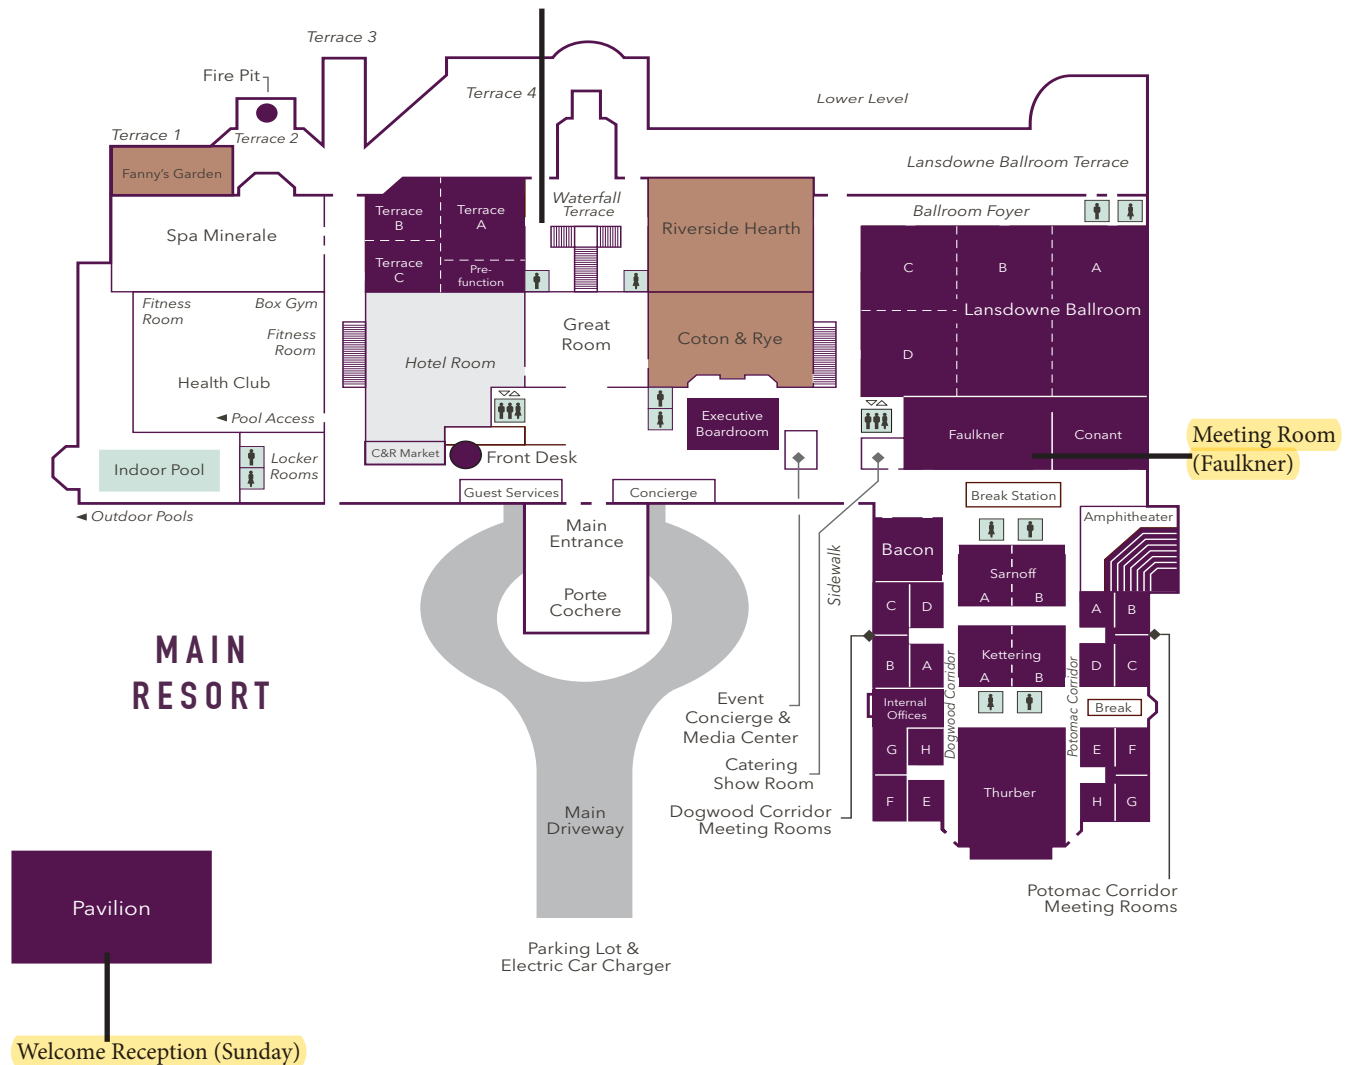 Terrace 3
Fire Pit
Terrace 4
Lower Level
Terrace 1
Terrace 2
Lansdowne Ballroom Terrace
Fanny's Garden
Waterfall
Terrace
Ballroom Foyer
Terrace
B
Terrace
A
Spa Minerale
Riverside Hearth
Terrace
C
Pre-
function
C
B
A
Lansdowne Ballroom
Fitness
Room
Box Gym
Fitness
Room
Great
Room
Coton & Rye
Hotel Room
D
Health Club
Pool Access
Executive
Boardroom
Faulkner
Conant
Meeting Room
(Faulkner)
C&R Market
Front Desk
Indoor Pool
Locker
Rooms
Guest Services
Concierge
Break Station
Outdoor Pools
Amphitheater
Main
Entrance
Bacon
Sidewalk
Sarnoff
A
B
Porte
Cochere
C
D
A
B
MAIN
RESORT
Kettering
A
B
B
A
D
C
Dogwood Corridor
Potomac Corridor
Internal
Offices
Break
Event
Concierge &
Media Center
G
H
E
F
Catering
Show Room
Thurber
F
E
H
G
Dogwood Corridor
Meeting Rooms
Main
Driveway
Potomac Corridor
Meeting Rooms
Pavilion
Parking Lot &
Electric Car Charger
Welcome Reception (Sunday)